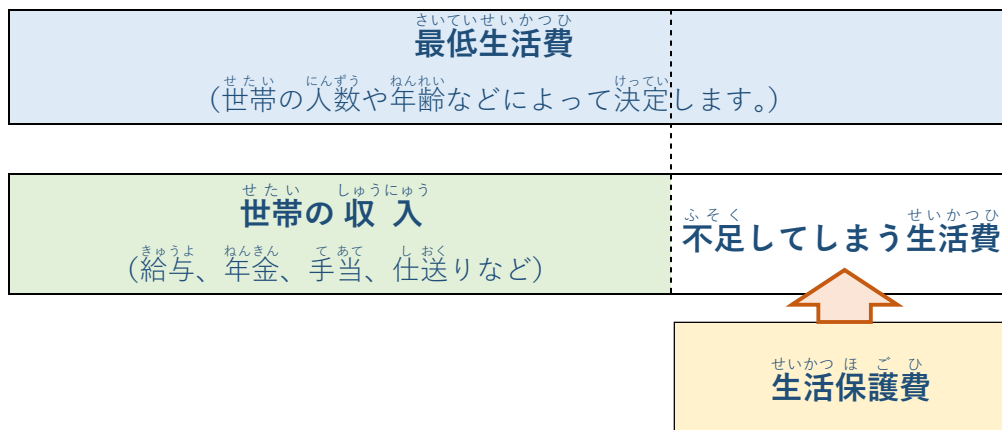 さいていせいかつひ
最低生活費
せたい にんずう ねんれい けってい
（世帯の人数や年齢などによって決定します。）
せたい しゅうにゅう
世帯の収入
ふそく せいかつひ
不足してしまう生活費
きゅうよ ねんきん てあて しおく
（給与、年金、手当、仕送りなど）
せいかつほごひ
生活保護費